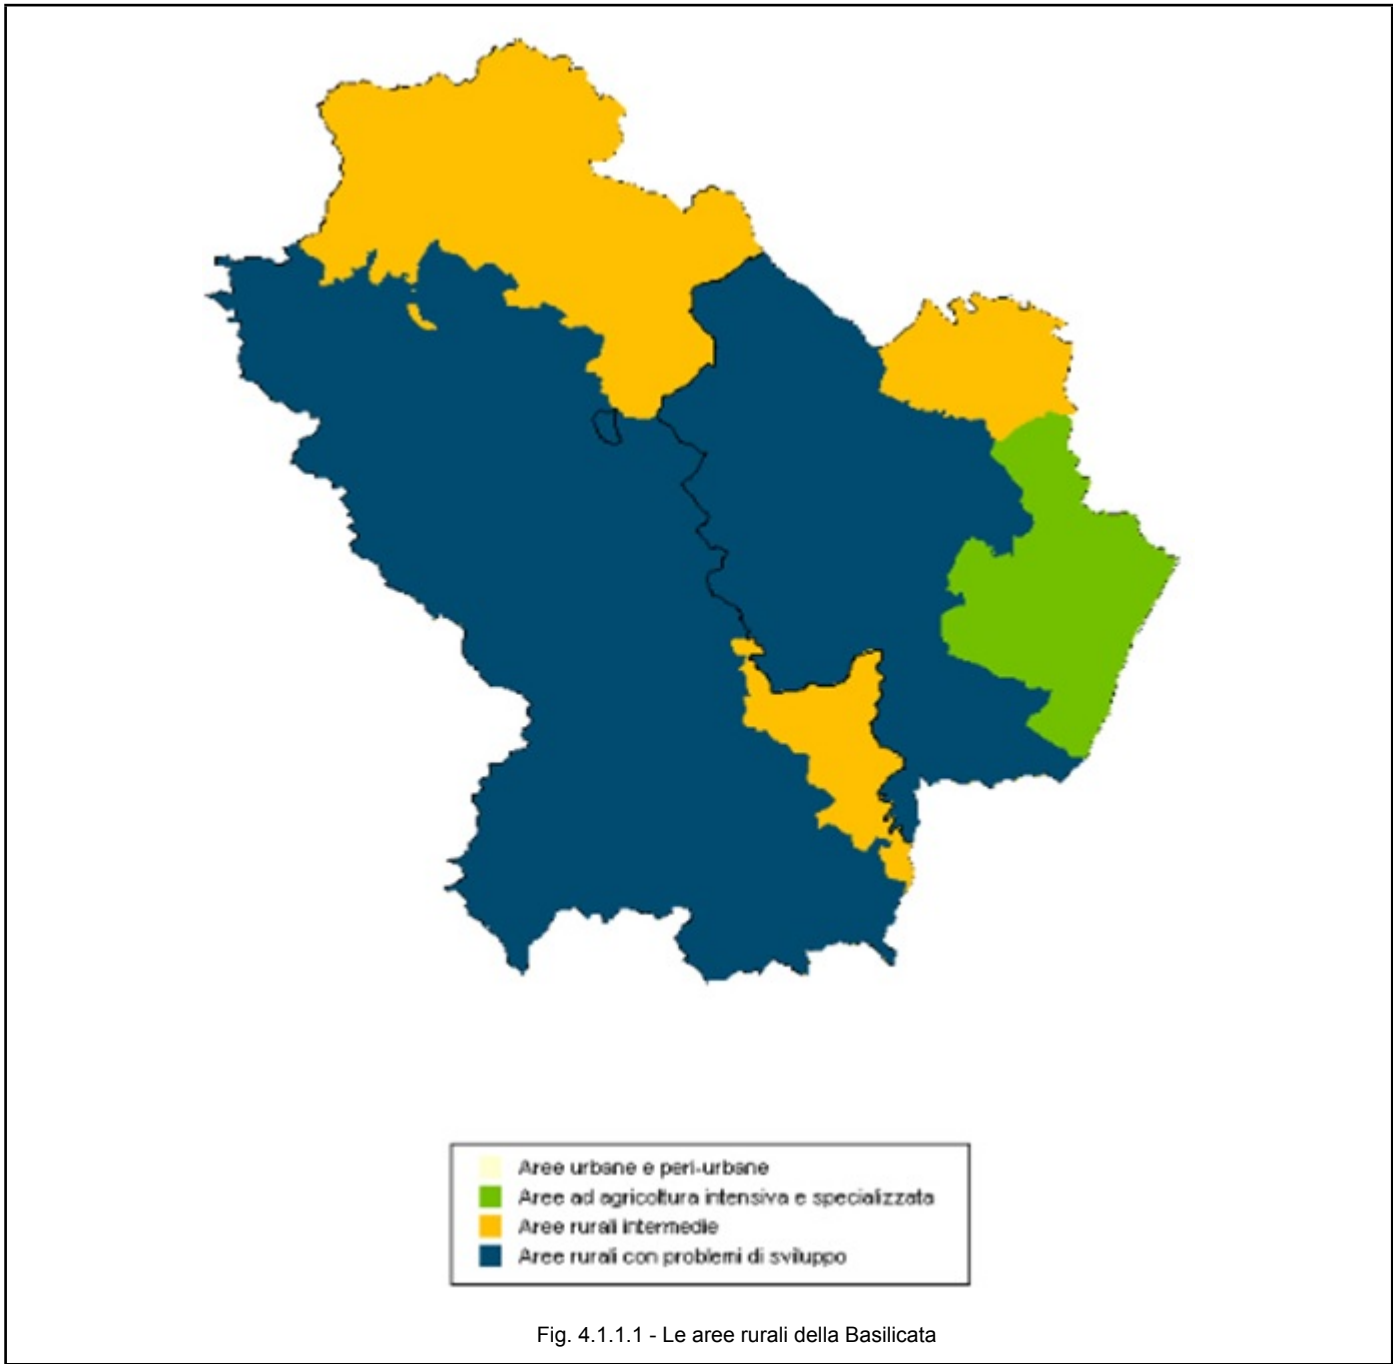 Aree urbane e peri-urbane
Aree ad agricoltura intensiva e specializzata
Aree rurali intermedie
Aree rurali con problemi di sviluppo
Fig. 4.1.1.1 - Le aree rurali della Basilicata